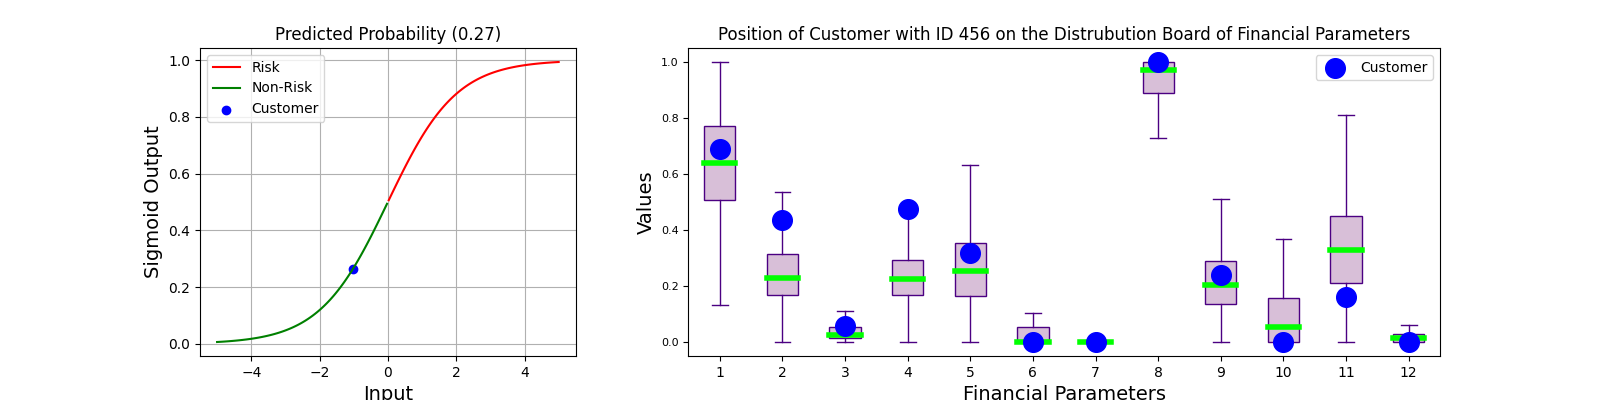 Predicted Probability (0.27)
Sigmoid Output
1.0
0.8
0.6
0.4
0.2
0.0
Risk
Non-Risk
Customer
−4
−2
0
2
4
Input
Position of Customer with ID 456 on the Distrubution Board of Financial Parameters
Values
1.0
0.8
0.6
0.4
0.2
0.0
Customer
1
2
3
4
5
6
7
8
9
10
11
12
Financial Parameters